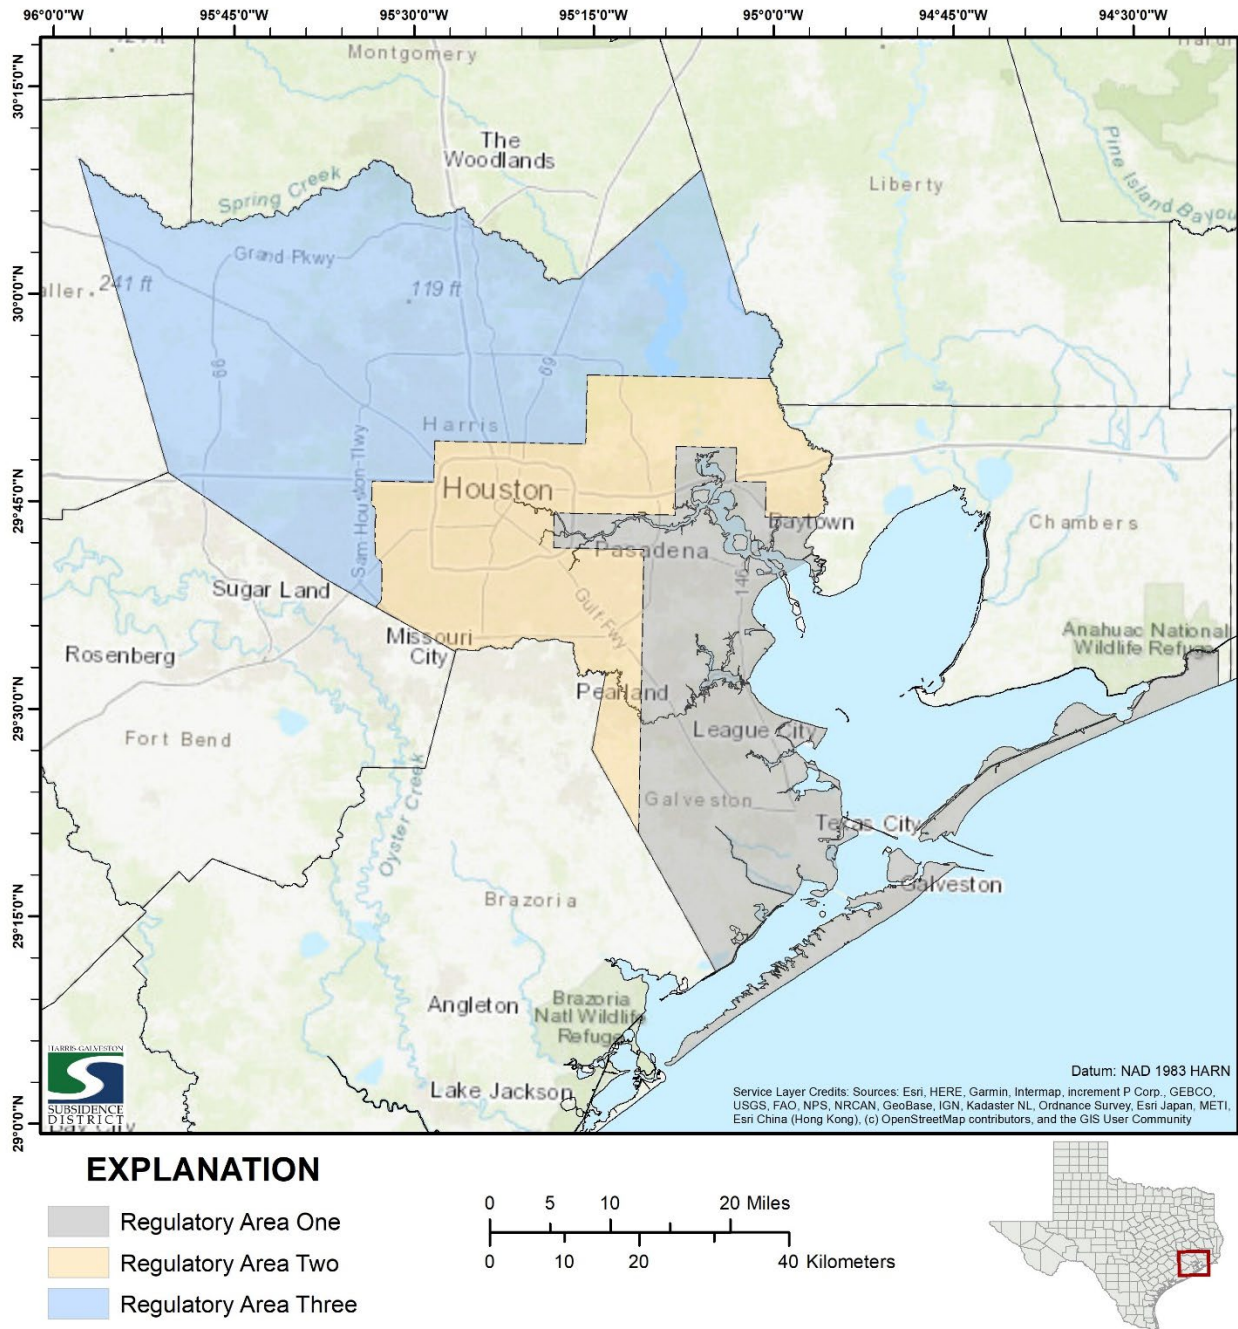 96°0'0"W 95°45'0"W 95°30'0"W 95°15'0"W 95°0'0"W 94°45'0"W 94°30'0"W
Montgomery
30°15'0"N
The
Woodlands
Pine Island Bayou
Liberty
Spring Creek
Grand Pkwy
241 ft
119 ft
aller
30°0'0"N
99
69
Harris
Sam-Houston-Tlwy
Houston
29°45'0"N
Baytown
Chambers
Pasadena
146
Sugar Land
Gulf Fwy
Missouri
City
Anahuac National
Wildlife Refuge
Rosenberg
Pearland
29°30'0"N
League City
Fort Bend
Oyster Creek
Galveston
Texas City
Galveston
29°15'0"N
Brazoria
Angleton
Brazoria
Natl Wildlife
Refuge
HARRIS-GALVESTON
SUBSIDENCE
DISTRICT
Lake Jackson
Datum: NAD 1983 HARN
Service Layer Credits: Sources: Esri, HERE, Garmin, Intermap, increment P Corp., GEBCO,
USGS, FAO, NPS, NRCAN, GeoBase, IGN, Kadaster NL, Ordnance Survey, Esri Japan, METI,
Esri China (Hong Kong), (c) OpenStreetMap contributors, and the GIS User Community
29°0'0"N
EXPLANATION
Regulatory Area One
Regulatory Area Two
Regulatory Area Three
0 5 10 20 Miles
0 10 20 40 Kilometers